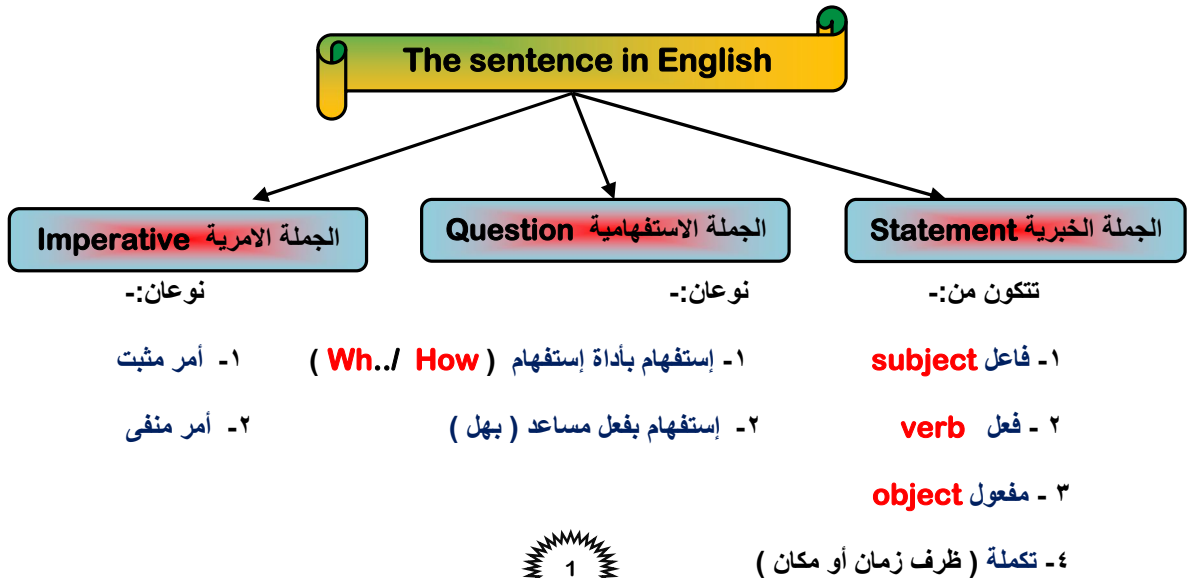 The sentence in English
الجملة الخبرية Statement
تتكون من:-
١- فاعل subject
٢ - فعل verb
٣ - مفعول object
٤- تكملة ( ظرف زمان أو مكان )
الجملة الاستفهامية Question
نوعان:-
١- إستفهام بأداة إستفهام ( Wh../ How )
٢- إستفهام بفعل مساعد ( بهل )
الجملة الامرية Imperative
نوعان:-
١- أمر مثبت
٢- أمر منفى
1